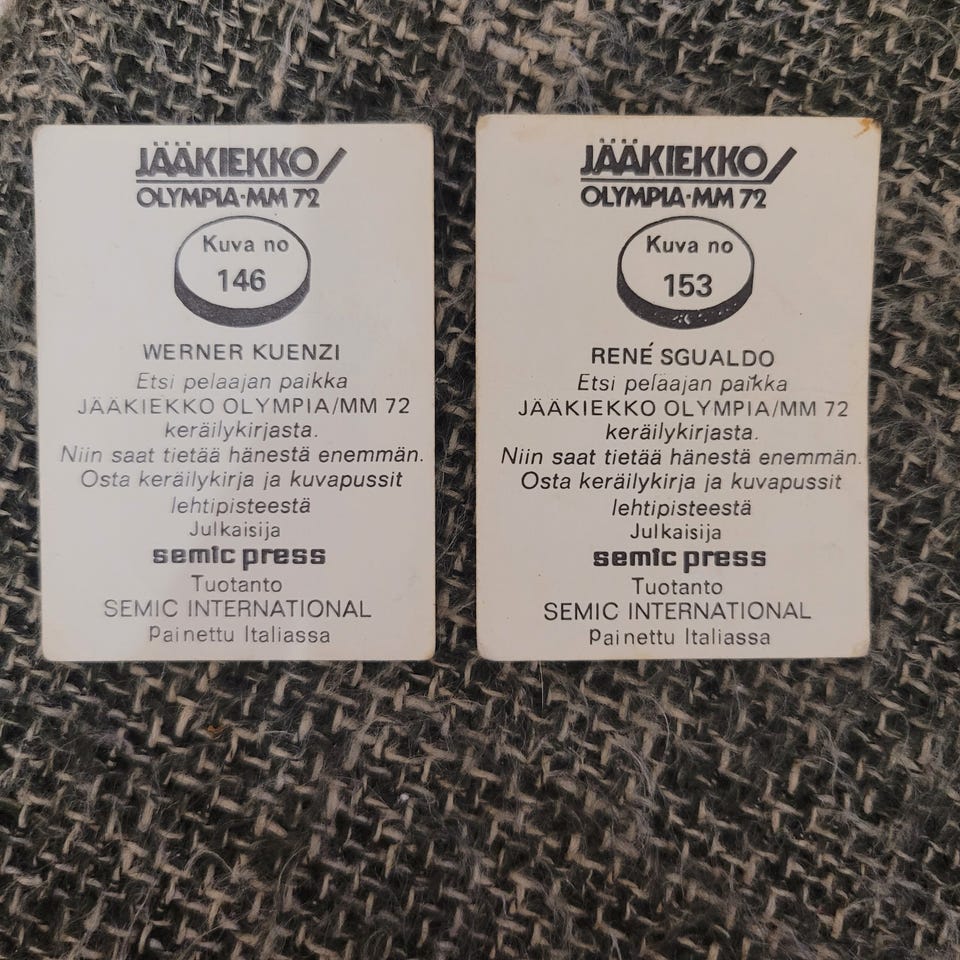 JÄÄKIEKKO
OLYMPIA-MM 72
Kuva no
146
WERNER KUENZI
Etsi pelaajan paikka
JÄÄKIEKKO OLYMPIA/MM 72
keräilykirjasta.
Niin saat tietää hänestä enemmän.
Osta keräilykirja ja kuvapussit
lehtipisteestä
Julkaisija
semic press
Tuotanto
SEMIC INTERNATIONAL
Painettu Italiassa
JÄÄKIEKKO
OLYMPIA-MM 72
Kuva no
153
RENÉ SGUALDO
Etsi pelaajan paikka
JÄÄKIEKKO OLYMPIA/MM 72
keräilykirjasta.
Niin saat tietää hänestä enemmän.
Osta keräilykirja ja kuvapussit
lehtipisteestä
Julkaisija
semic press
Tuotanto
SEMIC INTERNATIONAL
Painettu Italiassa